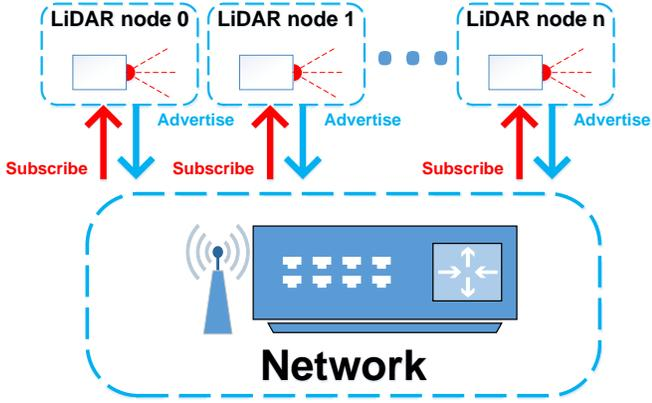 LiDAR node 0
LiDAR node 1
LiDAR node n
Advertise
Advertise
Advertise
Subscribe
Subscribe
Subscribe
Network